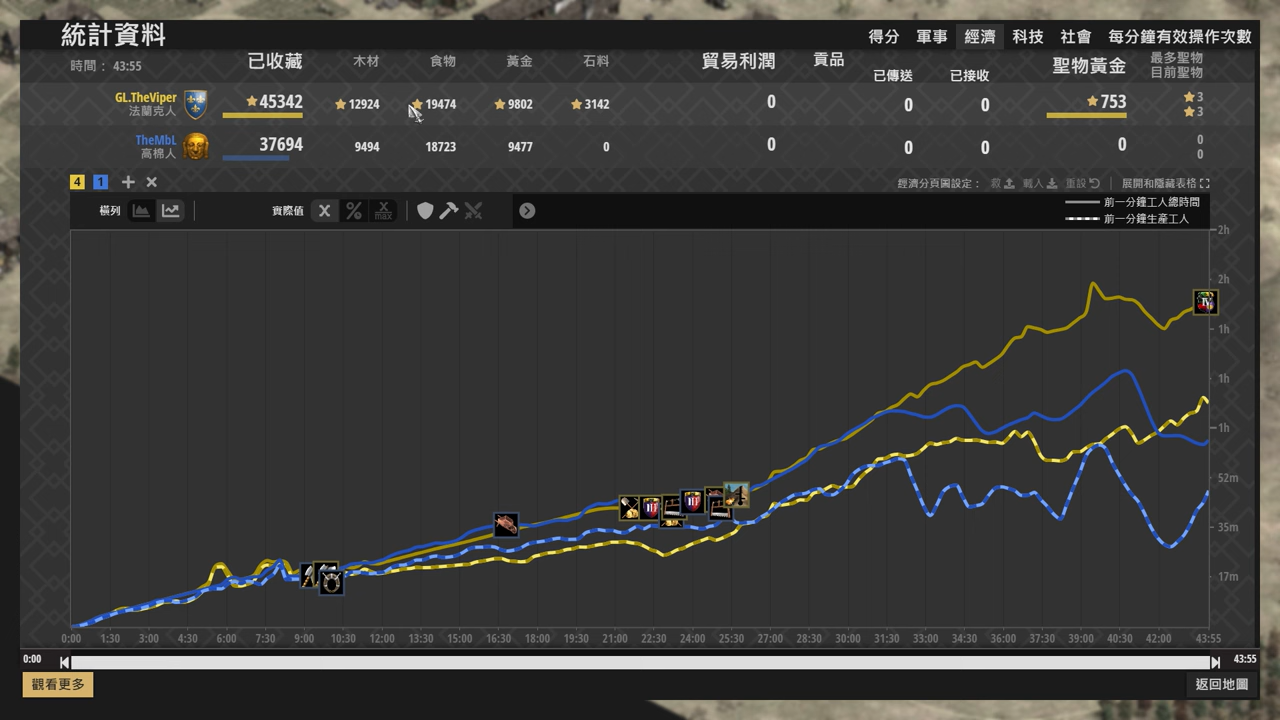 統計資料
得分 軍事 經濟 科技 社會 每分鐘有效操作次數
時間： 43:55
已收藏 木材 食物 黃金 石料 貿易利潤 貢品 已傳送 已接收 聖物黃金 最多聖物
目前聖物
GL.TheViper
法蘭克人
45342 12924 19474 9802 3142 0 0 0 753 3
3
TheMbL
高棉人
37694 9494 18723 9477 0 0 0 0 0 0
0
4 1 + ×
經濟分頁圖設定： 載入 重設 展開和隱藏表格
橫列 實際值 X % X
max
前一分鐘工人總時間
前一分鐘生產工人
2h
2h
1h
1h
1h
52m
35m
17m
0:00 1:30 3:00 4:30 6:00 7:30 9:00 10:30 12:00 13:30 15:00 16:30 18:00 19:30 21:00 22:30 24:00 25:30 27:00 28:30 30:00 31:30 33:00 34:30 36:00 37:30 39:00 40:30 42:00 43:55
0:00 43:55
觀看更多 返回地圖